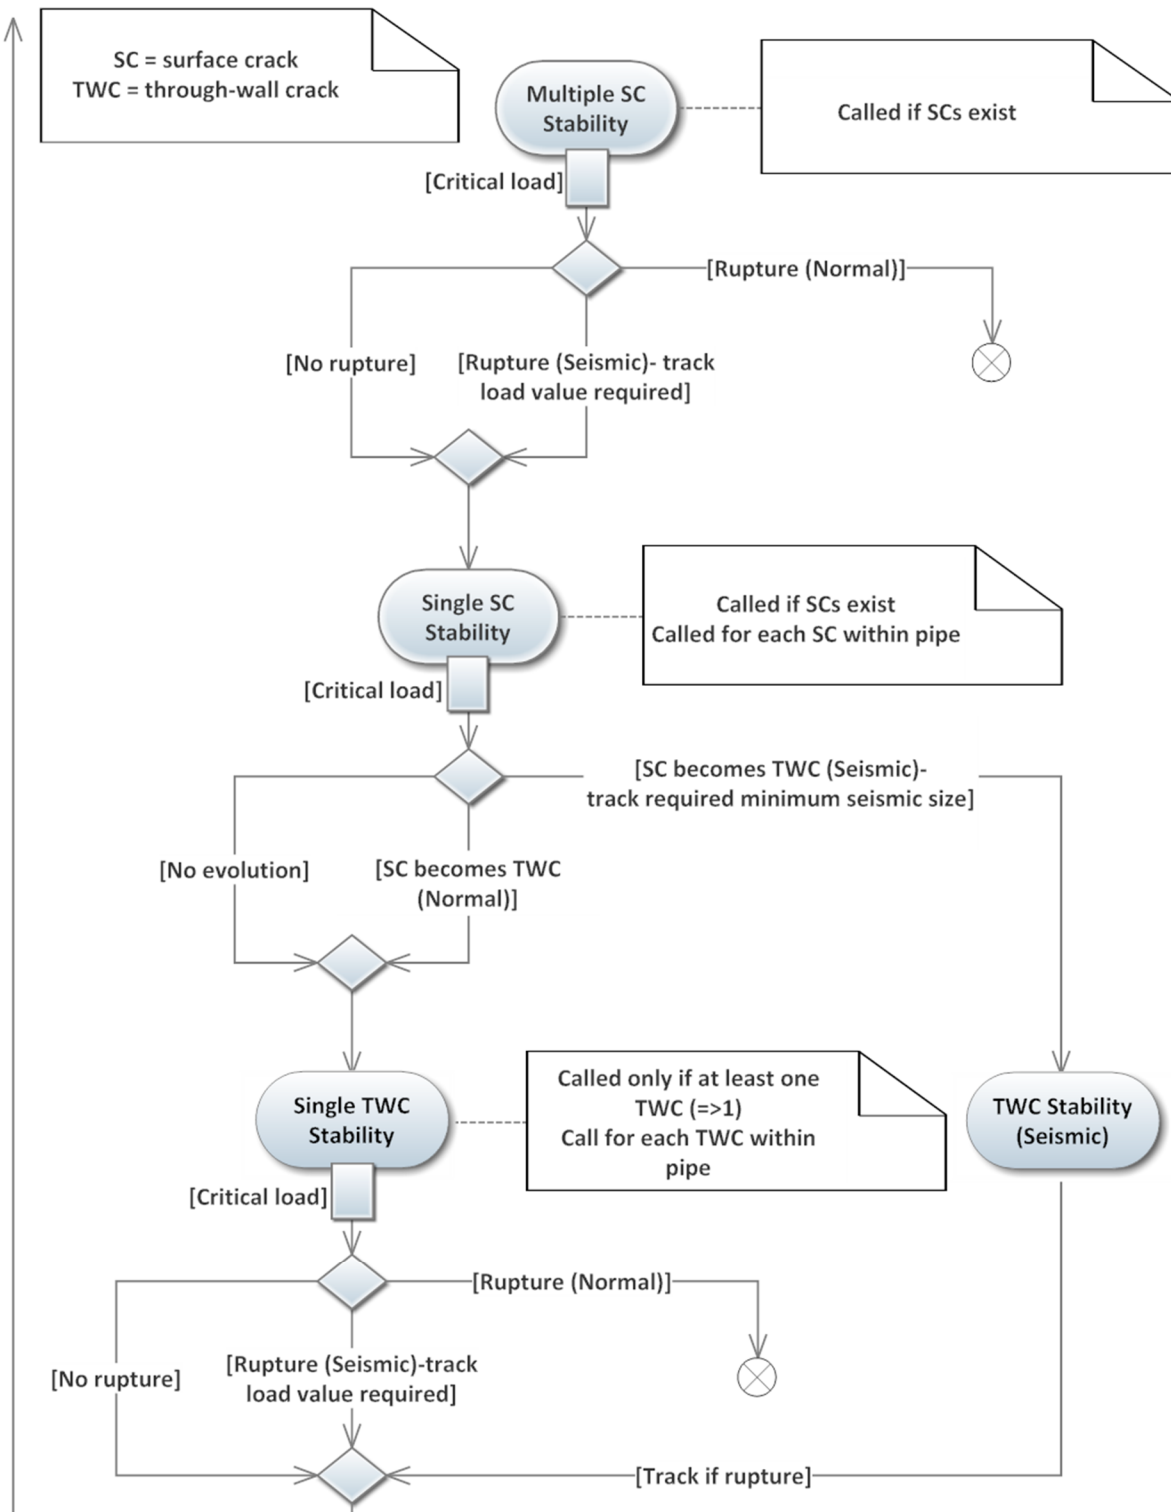 SC = surface crack
TWC = through-wall crack
Multiple SC
Stability
Called if SCs exist
[Critical load]
[Rupture (Normal)]
[No rupture]
[Rupture (Seismic)- track
load value required]
Single SC
Stability
Called if SCs exist
Called for each SC within pipe
[Critical load]
[SC becomes TWC (Seismic)-
track required minimum seismic size]
[No evolution]
[SC becomes TWC
(Normal)]
Single TWC
Stability
Called only if at least one
TWC (=>1)
Call for each TWC within
pipe
TWC Stability
(Seismic)
[Critical load]
[Rupture (Normal)]
[No rupture]
[Rupture (Seismic)-track
load value required]
[Track if rupture]